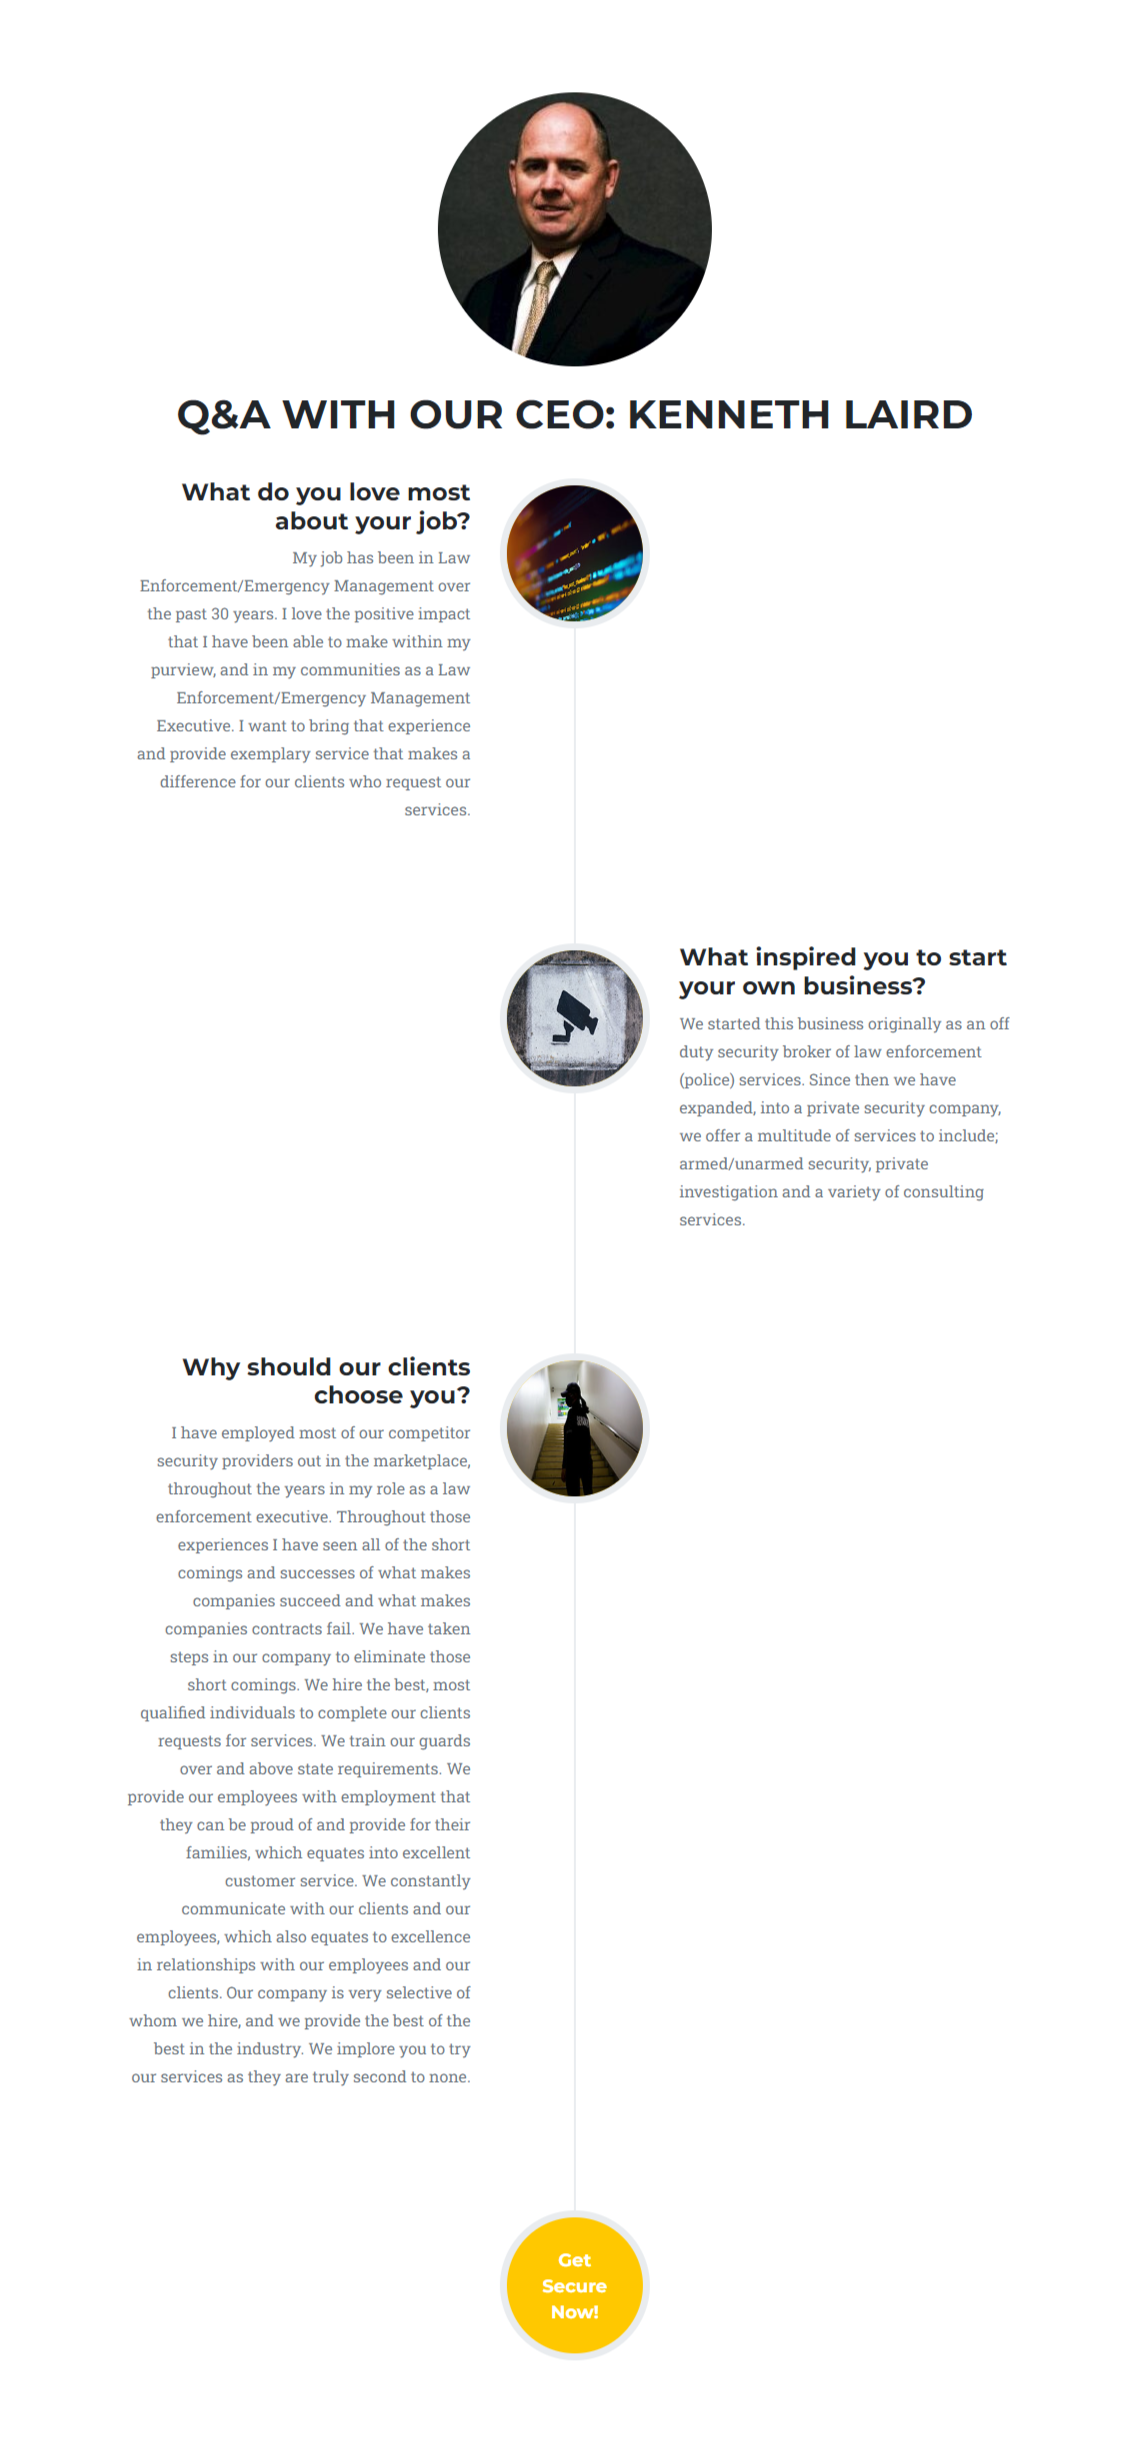 Q&A WITH OUR CEO: KENNETH LAIRD
What do you love most
about your job?
My job has been in Law
Enforcement/Emergency Management over
the past 30 years. I love the positive impact
that I have been able to make within my
purview, and in my communities as a Law
Enforcement/Emergency Management
Executive. I want to bring that experience
and provide exemplary service that makes a
difference for our clients who request our
services.
What inspired you to start
your own business?
We started this business originally as an off
duty security broker of law enforcement
(police) services. Since then we have
expanded, into a private security company,
we offer a multitude of services to include;
armed/unarmed security, private
investigation and a variety of consulting
services.
Why should our clients
choose you?
I have employed most of our competitor
security providers out in the marketplace,
throughout the years in my role as a law
enforcement executive. Throughout those
experiences I have seen all of the short
comings and successes of what makes
companies succeed and what makes
companies contracts fail. We have taken
steps in our company to eliminate those
short comings. We hire the best, most
qualified individuals to complete our clients
requests for services. We train our guards
over and above state requirements. We
provide our employees with employment that
they can be proud of and provide for their
families, which equates into excellent
customer service. We constantly
communicate with our clients and our
employees, which also equates to excellence
in relationships with our employees and our
clients. Our company is very selective of
whom we hire, and we provide the best of the
best in the industry. We implore you to try
our services as they are truly second to none.
Get
Secure
Now!